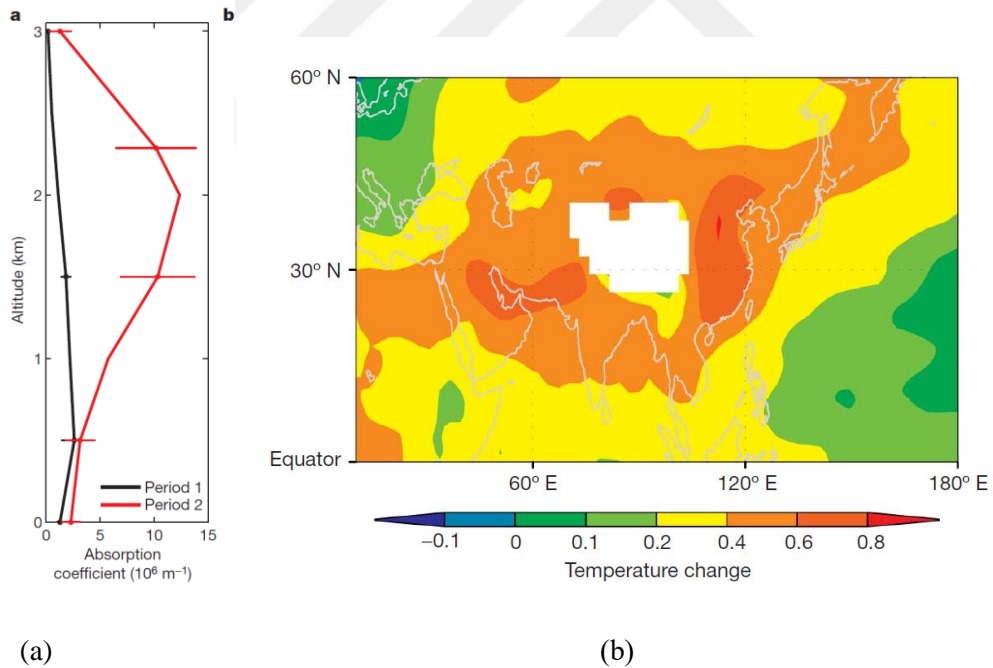 a
b
3
2
1
0
Altitude (km)
Period 1
Period 2
0
5
10
15
Absorption
coefficient (10⁶ m⁻¹)
60° N
30° N
Equator
60° E
120° E
180° E
−0.1
0
0.1
0.2
0.4
0.6
0.8
Temperature change
(a)
(b)